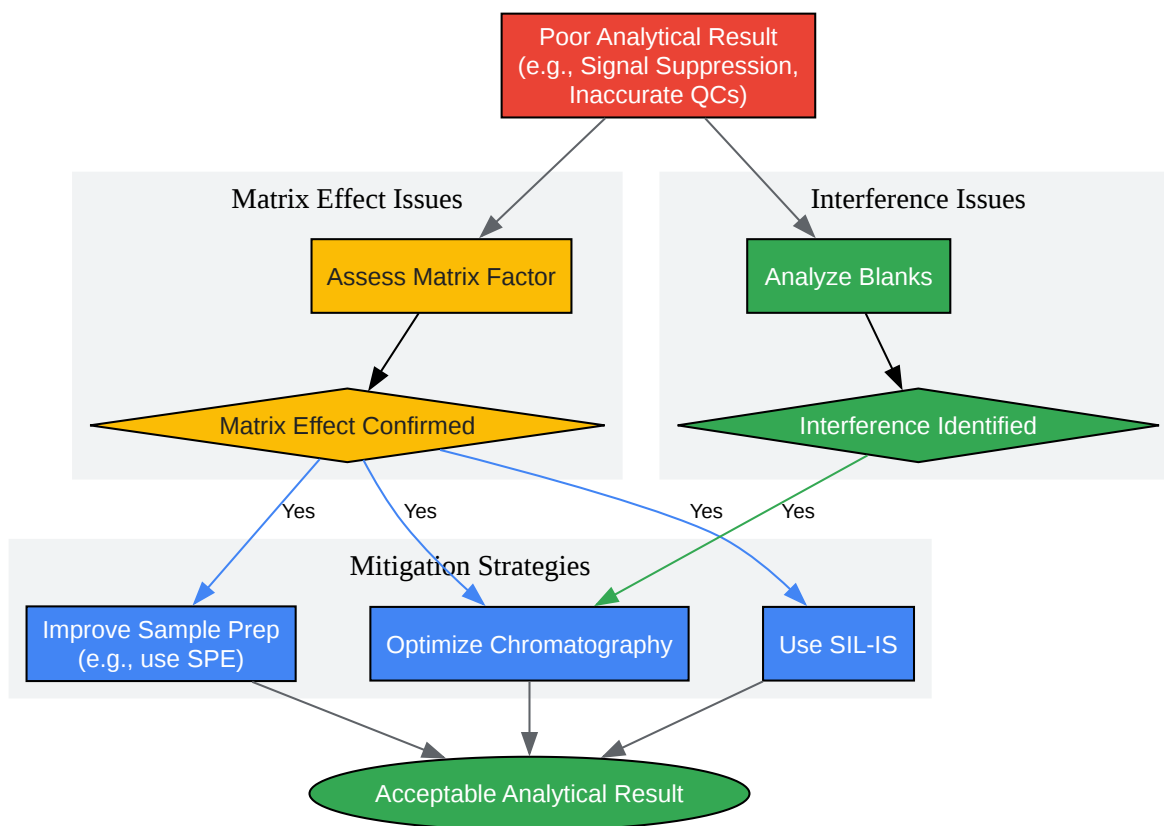 Poor Analytical Result
(e.g., Signal Suppression,
Inaccurate QCs)
Matrix Effect Issues
Interference Issues
Assess Matrix Factor
Analyze Blanks
Matrix Effect Confirmed
Interference Identified
Yes
Yes
Yes
Yes
Mitigation Strategies
Improve Sample Prep
(e.g., use SPE)
Optimize Chromatography
Use SIL-IS
Acceptable Analytical Result